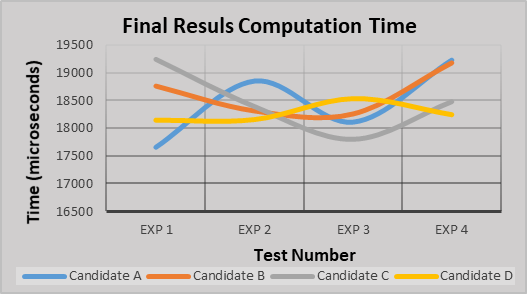 Final Resuls Computation Time
Time (microseconds)
19500
19000
18500
18000
17500
17000
16500
EXP 1 EXP 2 EXP 3 EXP 4
Test Number
Candidate A Candidate B Candidate C Candidate D